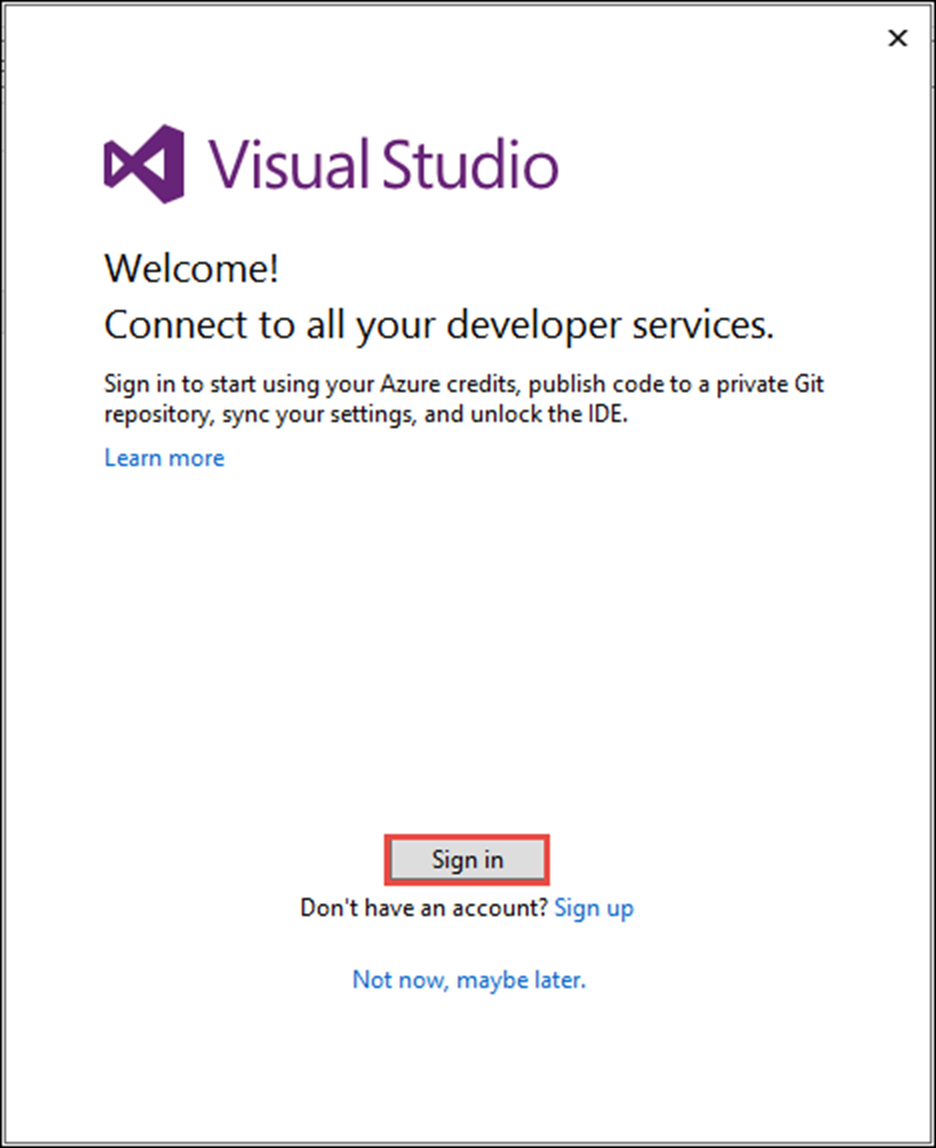 Visual Studio
Welcome!
Connect to all your developer services.
Sign in to start using your Azure credits, publish code to a private Git
repository, sync your settings, and unlock the IDE.
Learn more
Sign in
Don't have an account? Sign up
Not now, maybe later.